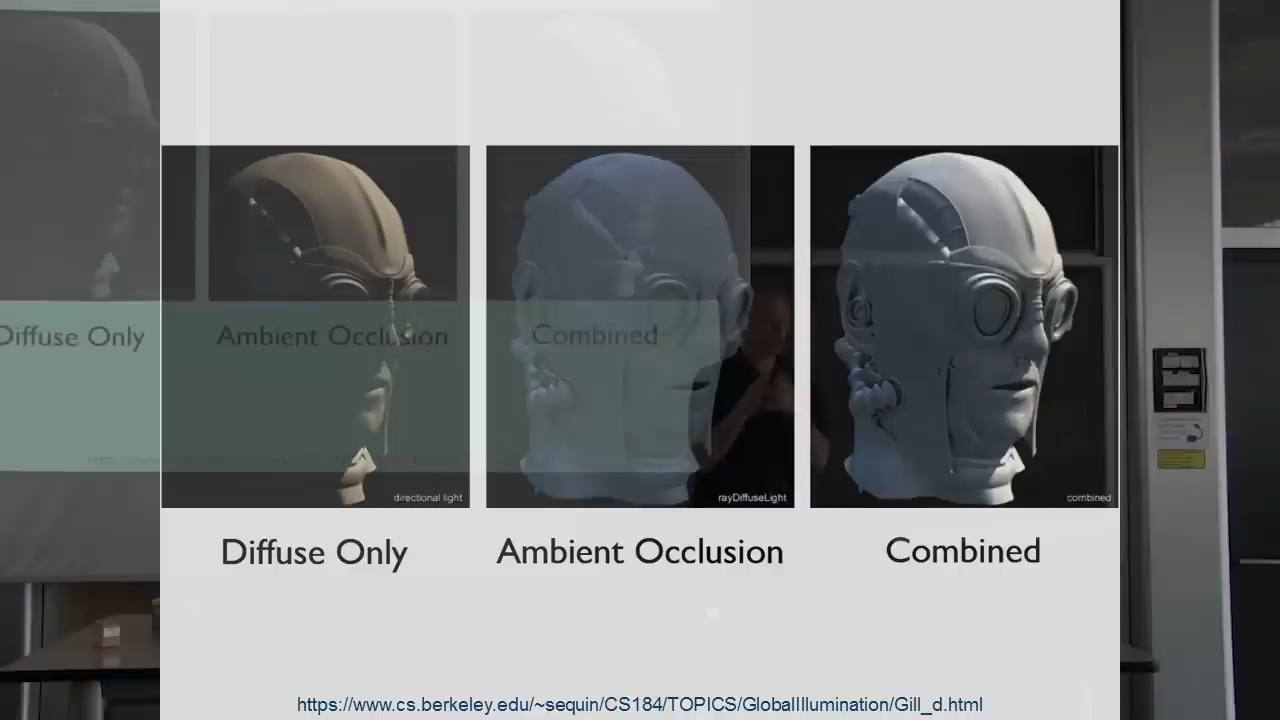 Diffuse Only
Ambient Occlusion
Combined
directional light
rayDiffuseLight
combined
Diffuse Only
Ambient Occlusion
Combined
https://www.cs.berkeley.edu/~sequin/CS184/TOPICS/GlobalIllumination/Gill_d.html